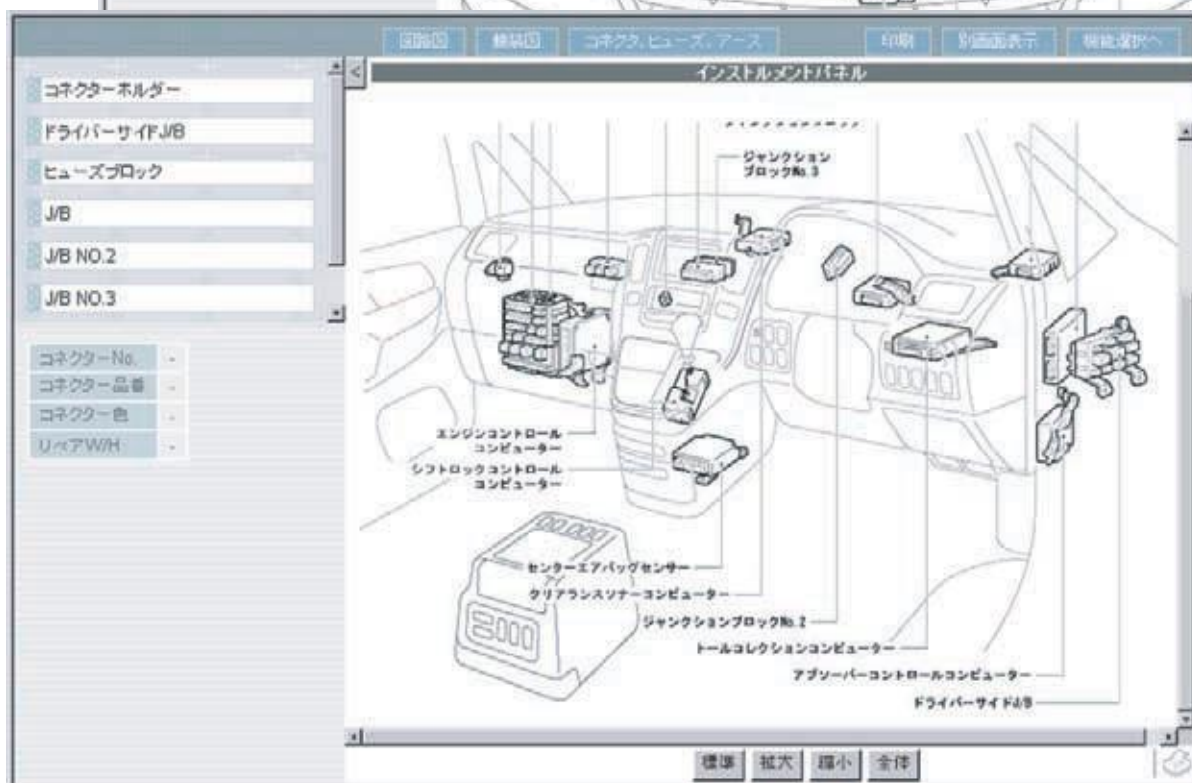 回路図 艤装図 コネクタ,ヒューズ,アース 印刷 別画面表示 機能選択へ
<
インストルメントパネル
コネクターホルダー
ドライバーサイドJ/B
ヒューズブロック
J/B
J/B NO.2
J/B NO.3
コネクターNo. -
コネクター品番 -
コネクター色 -
リペアW/H -
ジャンクション
ブロックNo.3
エンジンコントロール
コンピューター
シフトロックコントロール
コンピューター
センターエアバッグセンサー
クリアランスソナーコンピューター
ジャンクションブロックNo.2
トールコレクションコンピューター
アブソーバーコントロールコンピューター
ドライバーサイドJ/B
標準 拡大 縮小 全体